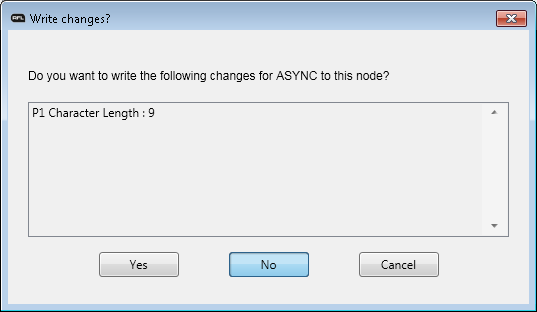 AFL Write changes?
Do you want to write the following changes for ASYNC to this node?
P1 Character Length : 9
Yes No Cancel